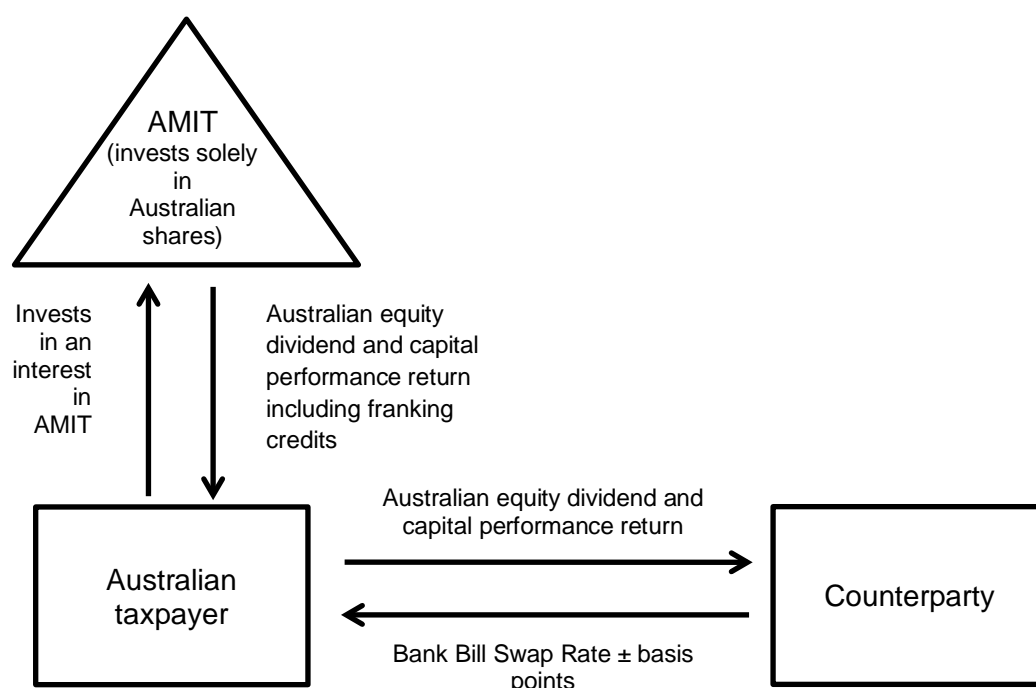 AMIT
(invests solely
in
Australian
shares)
Invests
in an
interest
in
AMIT
Australian equity
dividend and capital
performance return
including franking
credits
Australian equity dividend and
capital performance return
Australian
taxpayer
Counterparty
Bank Bill Swap Rate ± basis
points